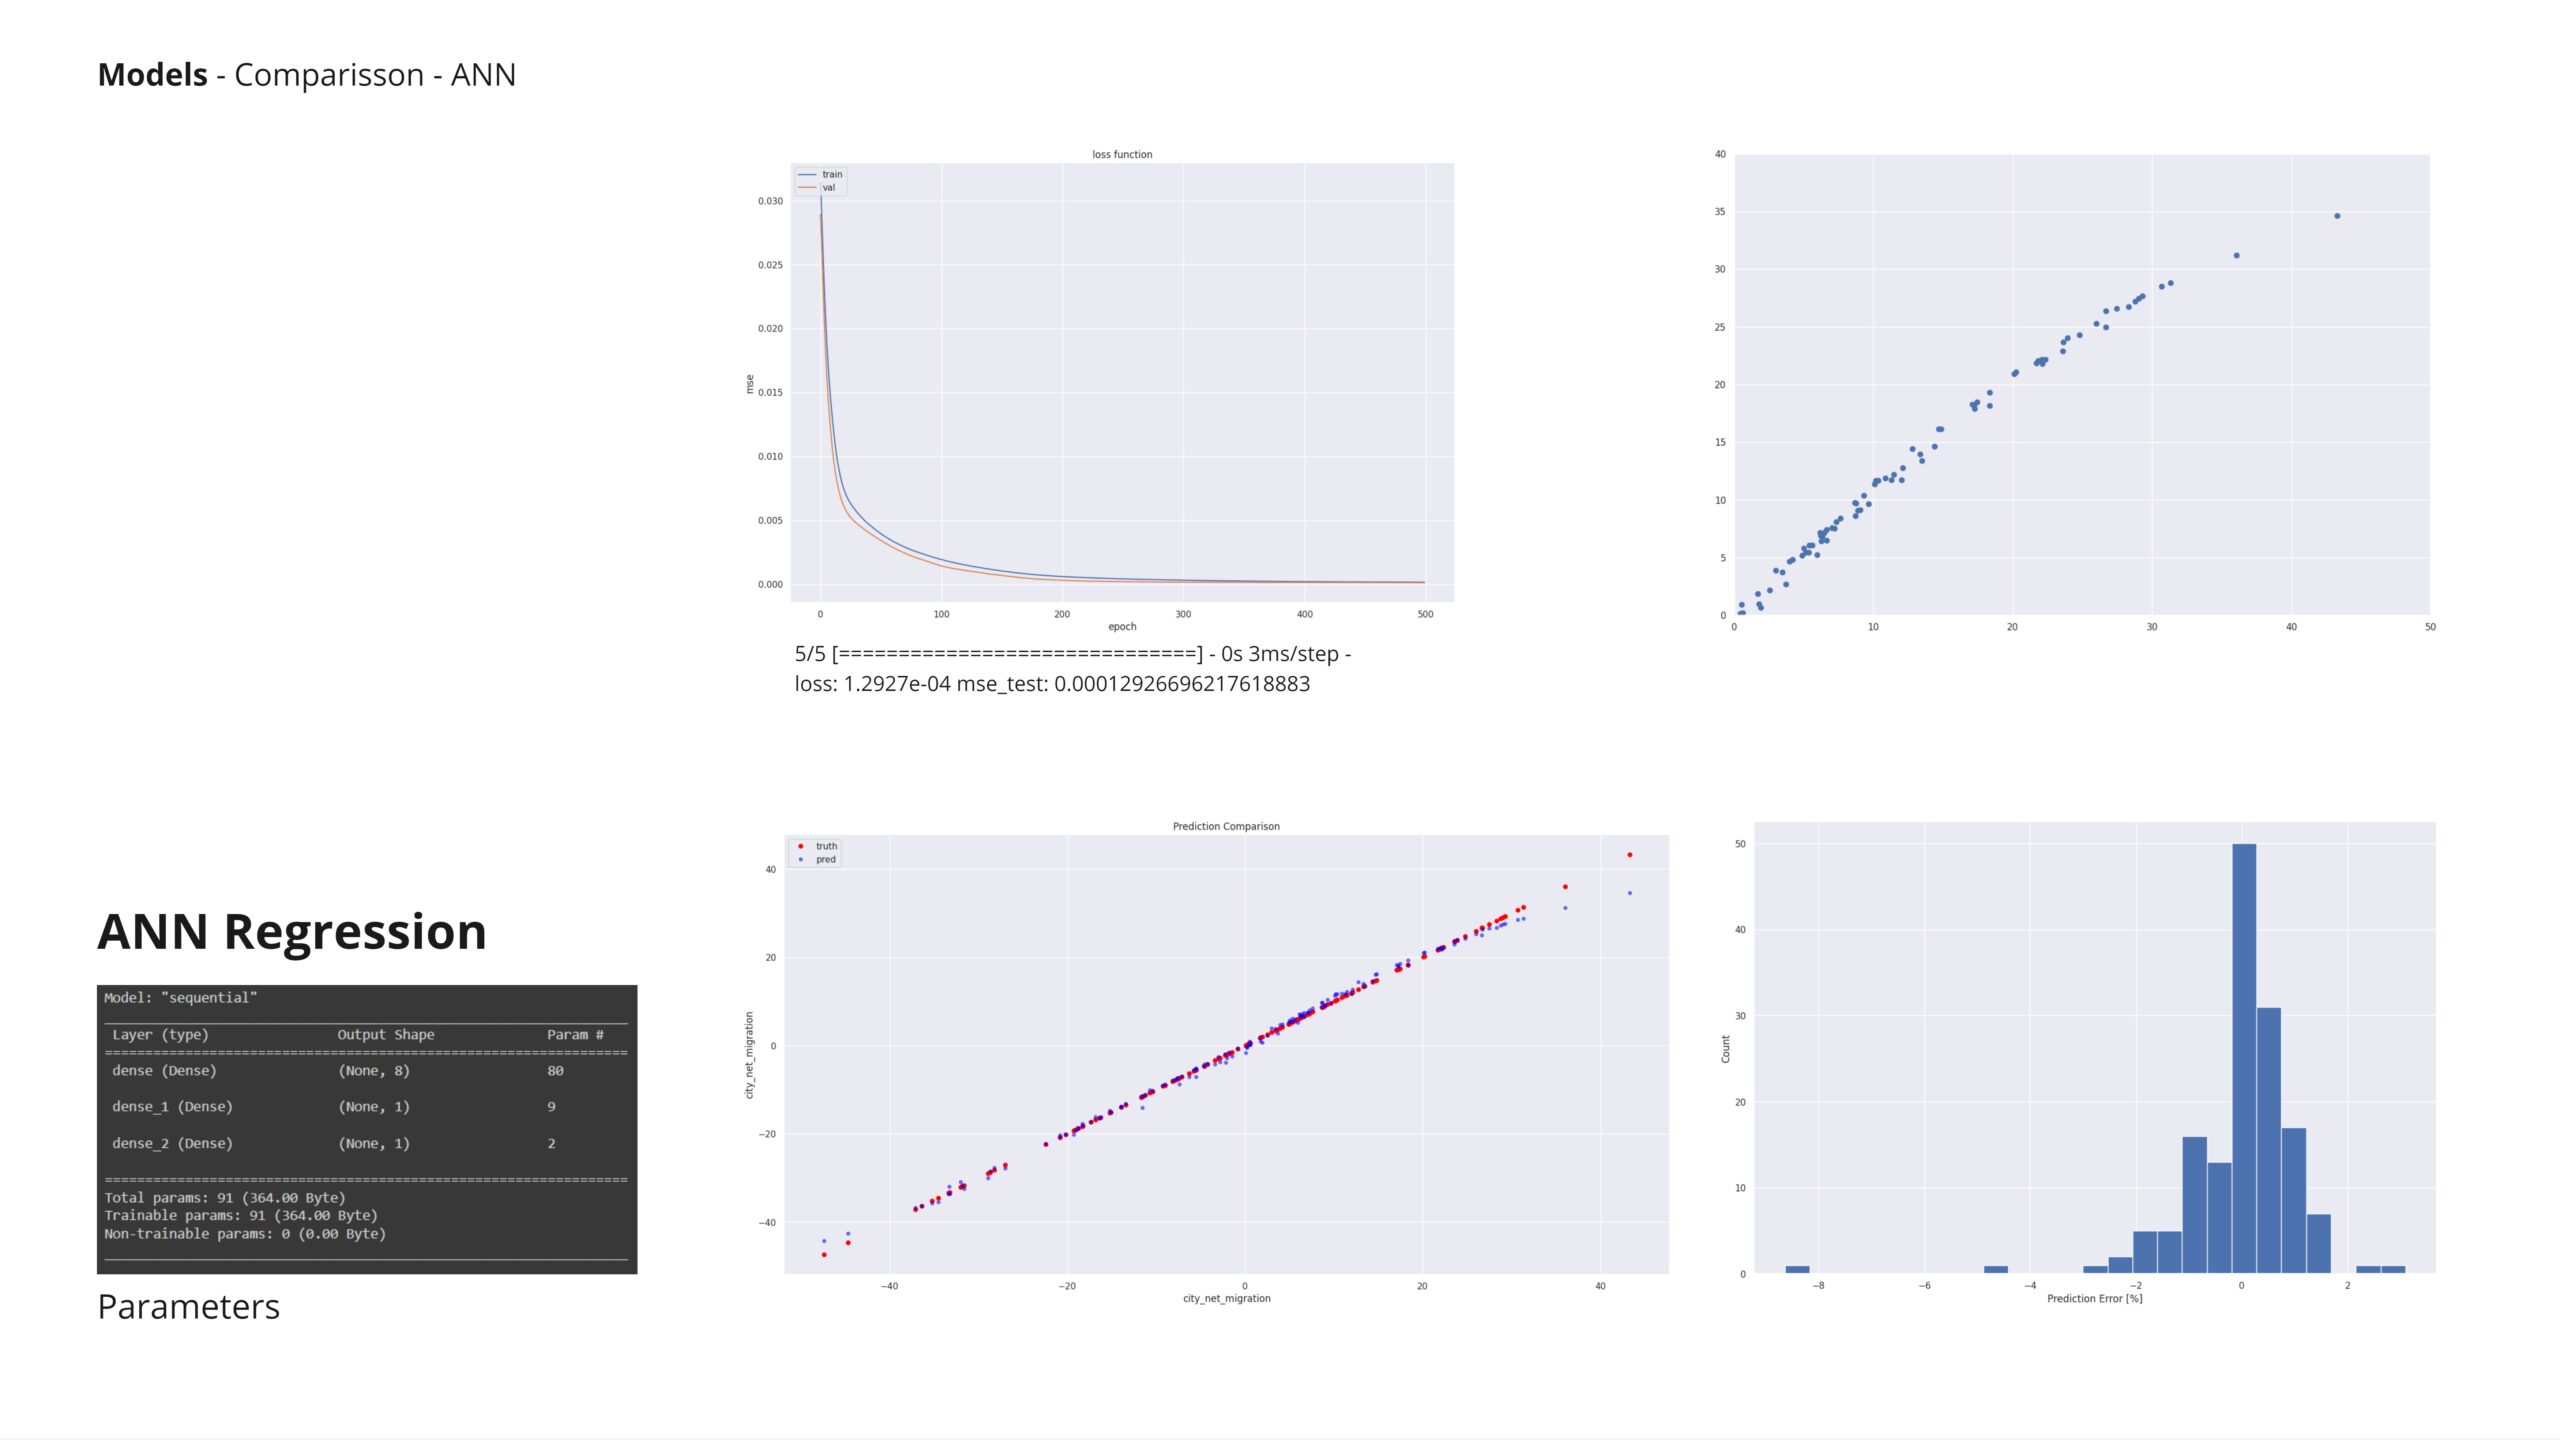 Models - Comparisson - ANN
loss function
train
val
0.030
0.025
0.020
0.015
0.010
0.005
0.000
mse
0 100 200 300 400 500
epoch
5/5 [==============================] - 0s 3ms/step -
loss: 1.2927e-04 mse_test: 0.00012926696217618883
40
35
30
25
20
15
10
5
0
0 10 20 30 40 50
ANN Regression
Model: "sequential"
Layer (type) Output Shape Param #
=================================================================
dense (Dense) (None, 8) 80
dense_1 (Dense) (None, 1) 9
dense_2 (Dense) (None, 1) 2
=================================================================
Total params: 91 (364.00 Byte)
Trainable params: 91 (364.00 Byte)
Non-trainable params: 0 (0.00 Byte)
Parameters
Prediction Comparison
truth
pred
40
20
0
−20
−40
city_net_migration
−40 −20 0 20 40
city_net_migration
50
40
30
20
10
0
Count
−8 −6 −4 −2 0 2
Prediction Error [%]